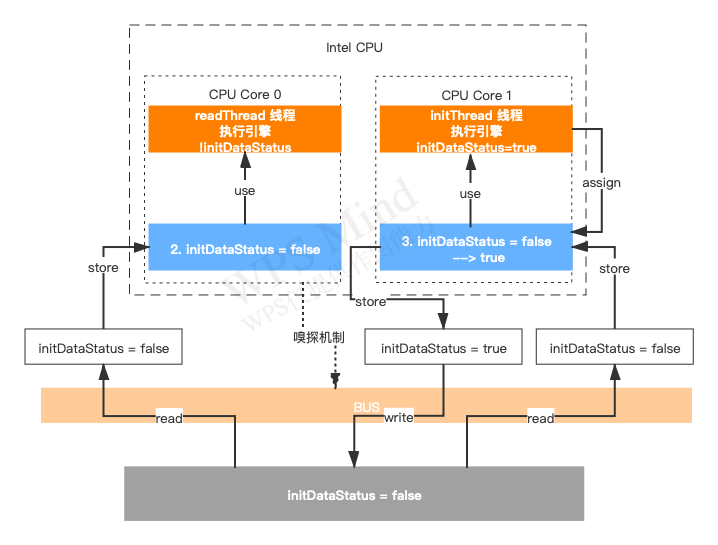 Intel CPU
CPU Core 0
readThread 线程
执行引擎
!initDataStatus
use
2. initDataStatus = false
CPU Core 1
initThread 线程
执行引擎
initDataStatus=true
assign
use
3. initDataStatus = false
---> true
store
store
store
WPS Mind
嗅探机制
initDataStatus = false
initDataStatus = true
initDataStatus = false
BUS
read
write
read
initDataStatus = false